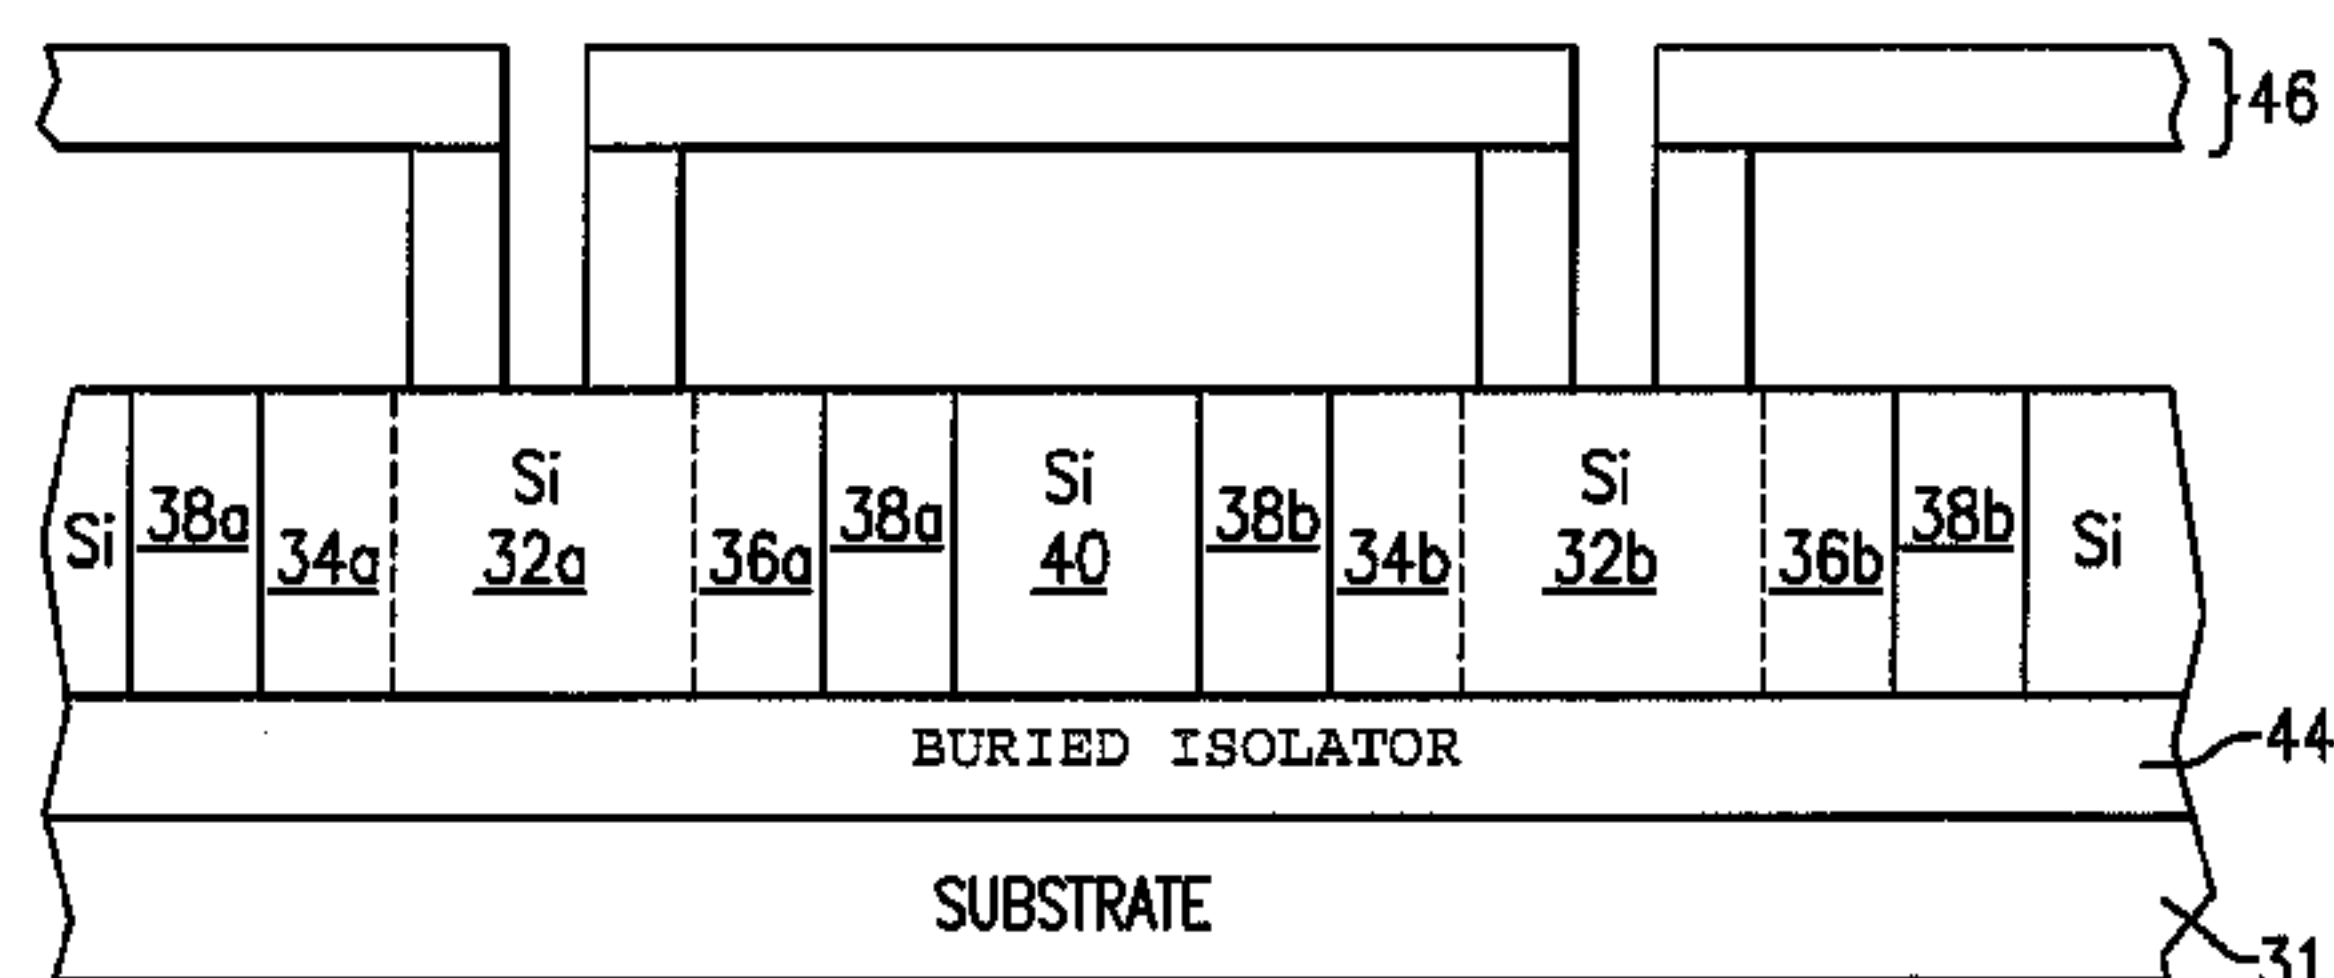 46
Si 38a 34a Si 32a 36a 38a Si 40 38b 34b Si 32b 36b 38b Si
BURIED ISOLATOR
44
SUBSTRATE
31